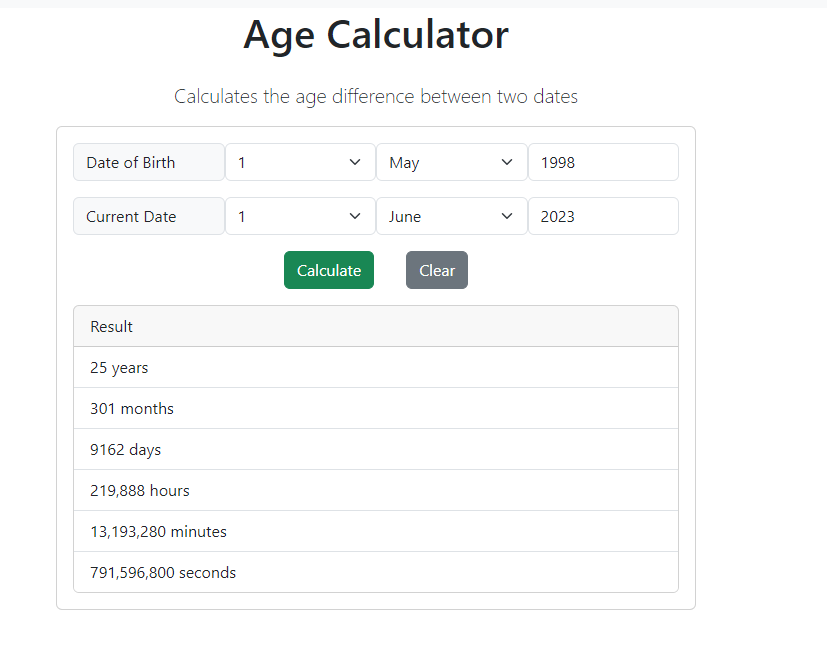 Age Calculator
Calculates the age difference between two dates
Date of Birth 1 May 1998
Current Date 1 June 2023
Calculate Clear
Result
25 years
301 months
9162 days
219,888 hours
13,193,280 minutes
791,596,800 seconds